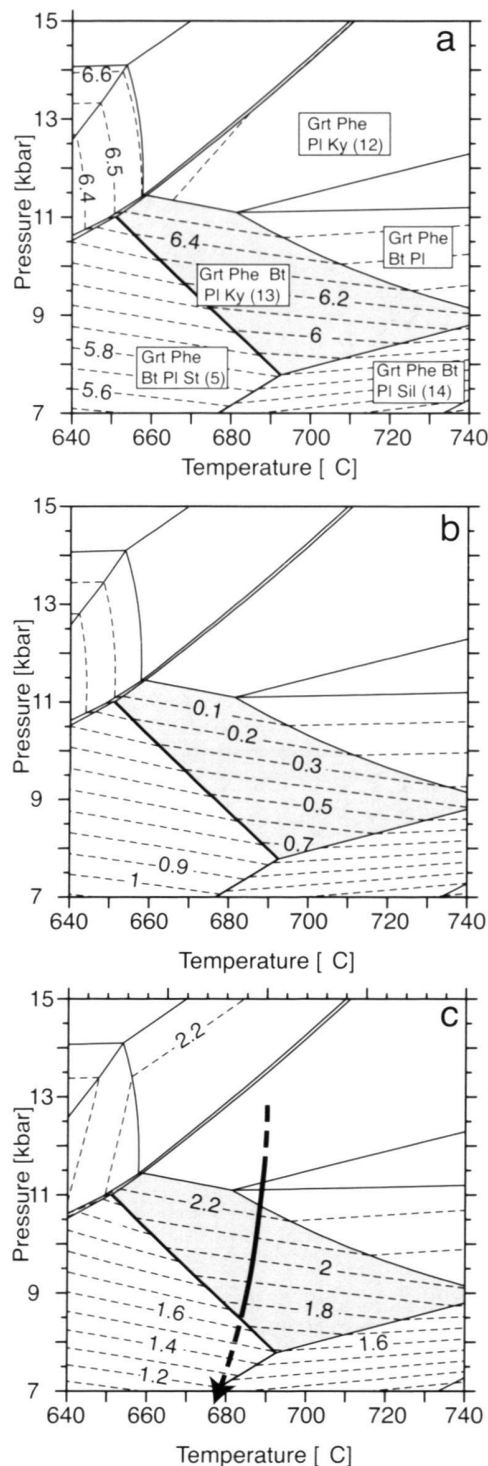 a
15
13
11
9
7
Pressure [kbar]
6.6
6.5
6.4
Grt Phe
Pl Ky (12)
6.4
Grt Phe
Bt Pl
Grt Phe Bt
Pl Ky (13)
6.2
6
5.8
5.6
Grt Phe
Bt Pl St (5)
Grt Phe Bt
Pl Sil (14)
640 660 680 700 720 740
Temperature [ C]
b
15
13
11
9
7
Pressure [kbar]
0.1
0.2
0.3
0.5
0.7
0.9
1
640 660 680 700 720 740
Temperature [ C]
c
15
13
11
9
7
Pressure [kbar]
2.2
2.2
2
1.8
1.6
1.6
1.4
1.2
640 660 680 700 720 740
Temperature [ C]